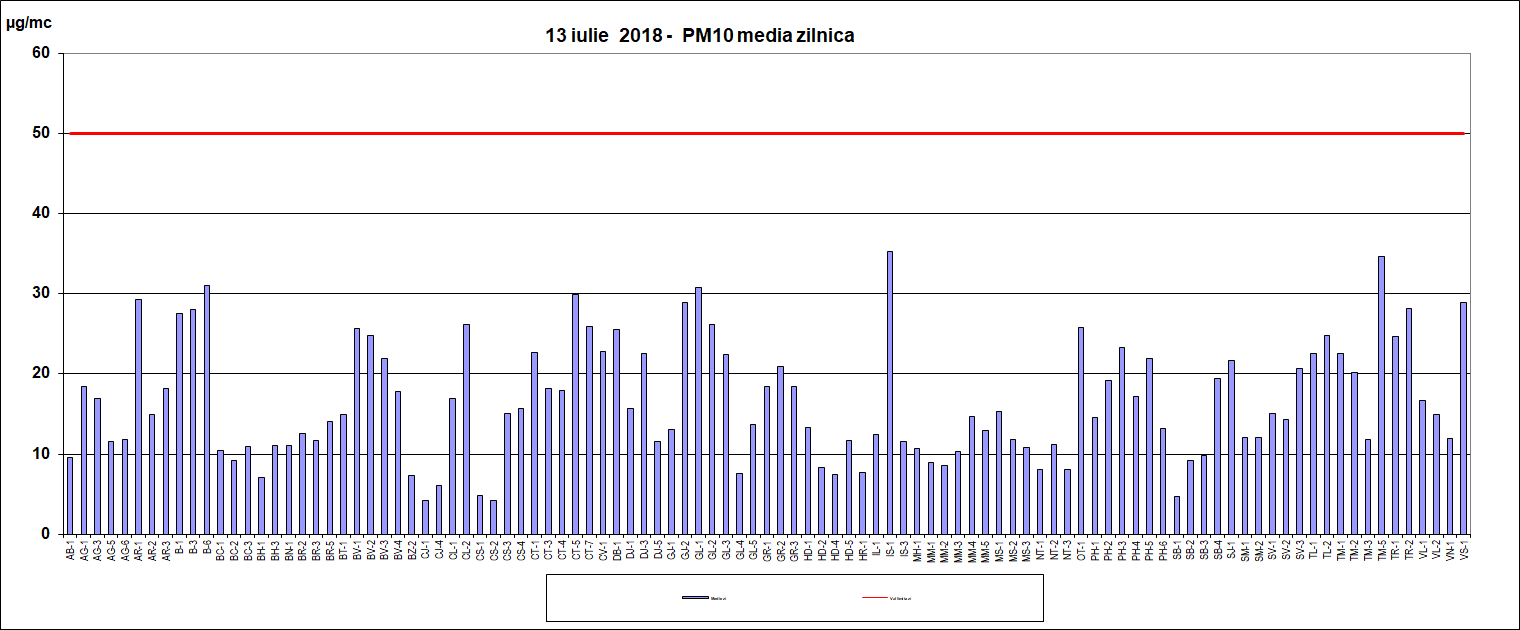 µg/mc
13 iulie 2018 - PM10 media zilnica
60
50
40
30
20
10
0
AB-1 AG-1 AG-3 AG-5 AG-6 AR-1 AR-2 AR-3 B-1 B-3 B-6 BC-1 BC-2 BC-3 BH-1 BH-3 BN-1 BR-2 BR-3 BR-5 BT-1 BV-1 BV-2 BV-3 BV-4 BZ-2 CJ-1 CJ-4 CL-1 CL-2 CS-1 CS-2 CS-3 CS-4 CT-1 CT-3 CT-4 CT-5 CT-7 CV-1 DB-1 DJ-1 DJ-3 DJ-5 GJ-1 GJ-2 GL-1 GL-2 GL-3 GL-4 GL-5 GR-1 GR-2 GR-3 HD-1 HD-2 HD-4 HD-5 HR-1 IL-1 IS-1 IS-3 MH-1 MM-1 MM-2 MM-3 MM-4 MM-5 MS-1 MS-2 MS-3 NT-1 NT-2 NT-3 OT-1 PH-1 PH-2 PH-3 PH-4 PH-5 PH-6 SB-1 SB-2 SB-3 SB-4 SJ-1 SM-1 SM-2 SV-1 SV-2 SV-3 TL-1 TL-2 TM-1 TM-2 TM-3 TM-5 TR-1 TR-2 VL-1 VL-2 VN-1 VS-1